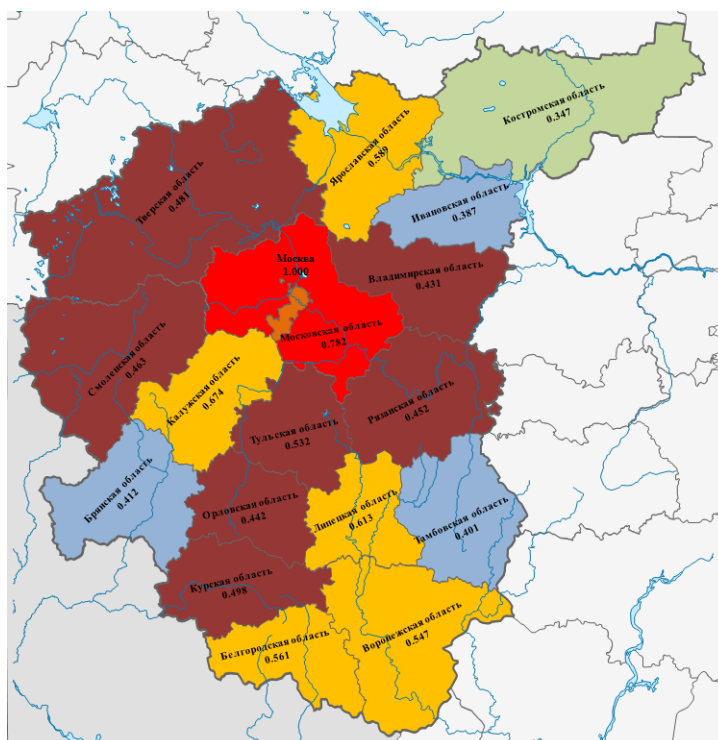 Костромская область
0.347
Ярославская область
0.589
Тверская область
0.481
Ивановская область
0.387
Москва
1.000
Владимирская область
0.431
Московская область
0.782
Смоленская область
0.463
Калужская область
0.674
Рязанская область
0.452
Тульская область
0.532
Брянская область
0.412
Орловская область
0.442
Липецкая область
0.613
Тамбовская область
0.401
Курская область
0.498
Белгородская область
0.561
Воронежская область
0.547